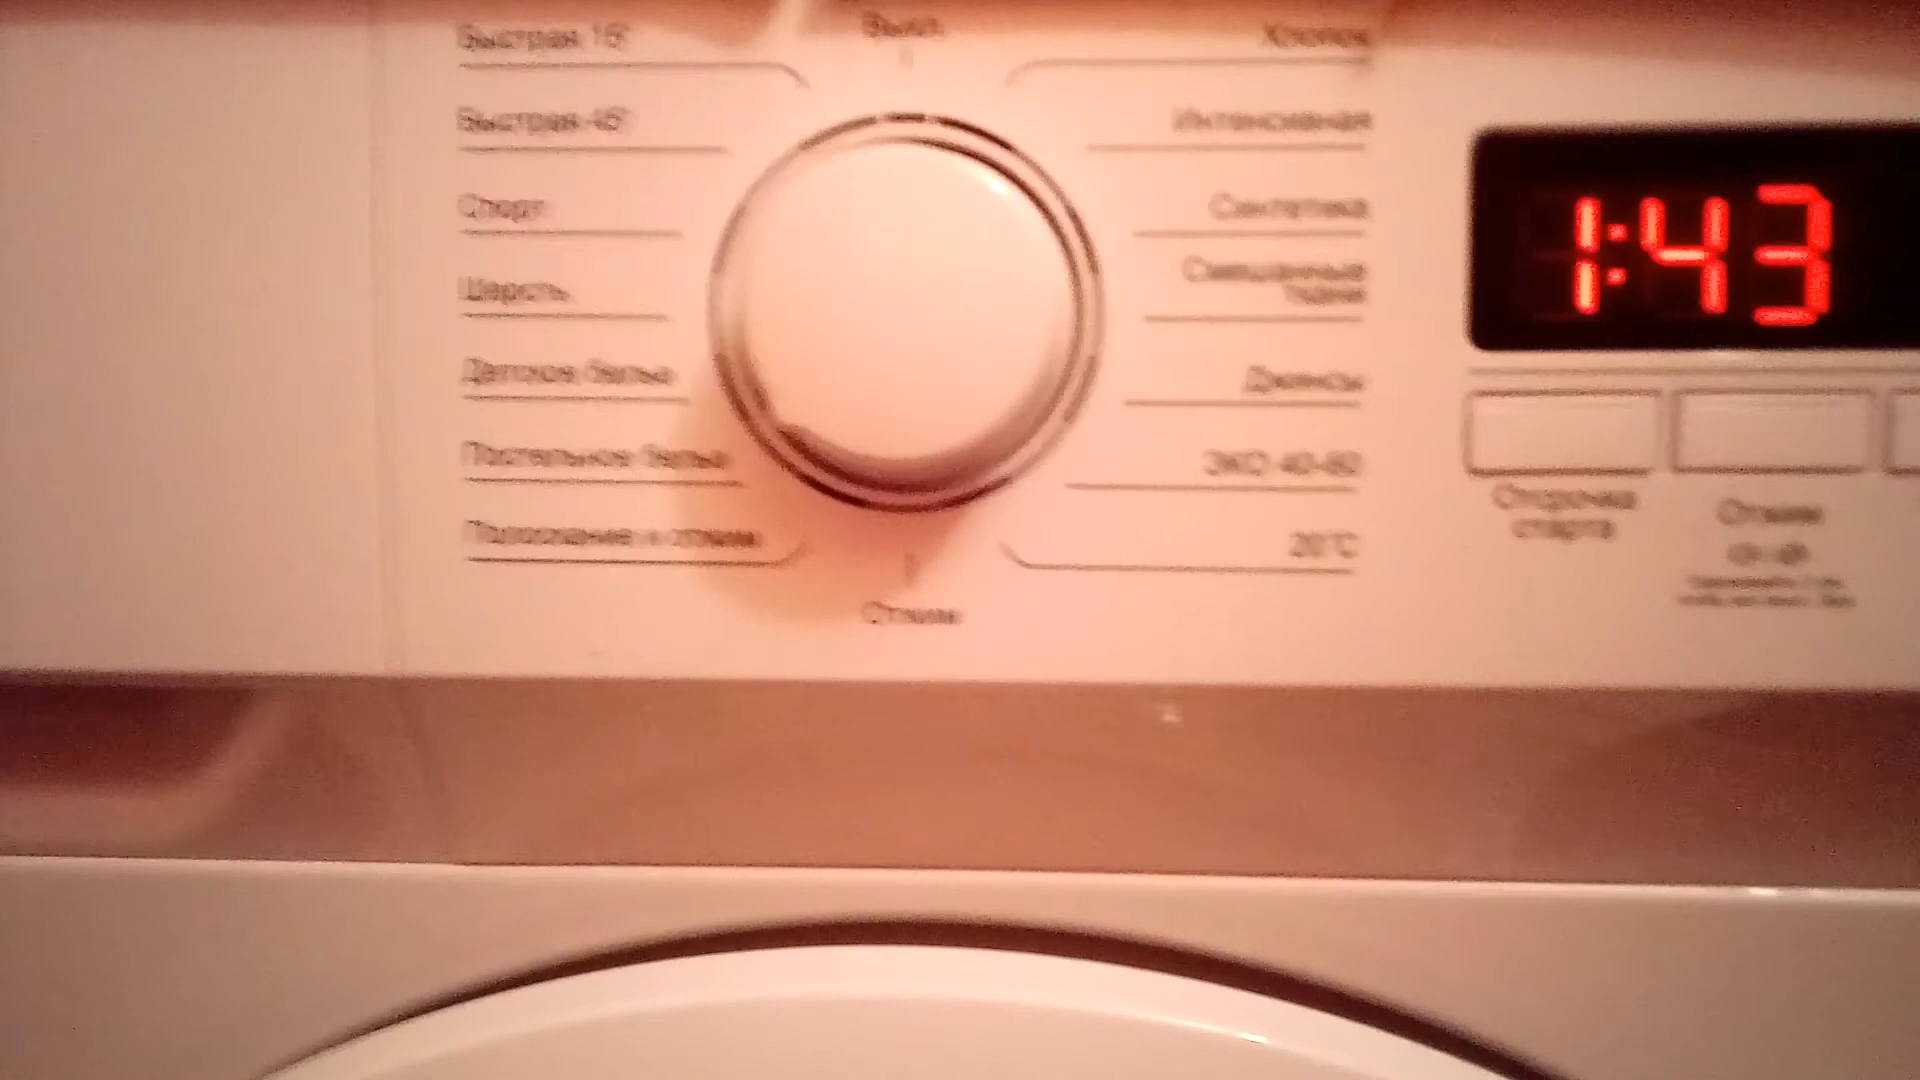 Быстрая 15'
Выкл.
Хлопок
Быстрая 45'
Интенсивная
Спорт
Синтетика
1:43
Шерсть
Смешанные
ткани
Детское белье
Джинсы
Постельное белье
ЭКО 40-60
Полоскание и отжим
20°C
Отжим
Отсрочка
старта
Отжим